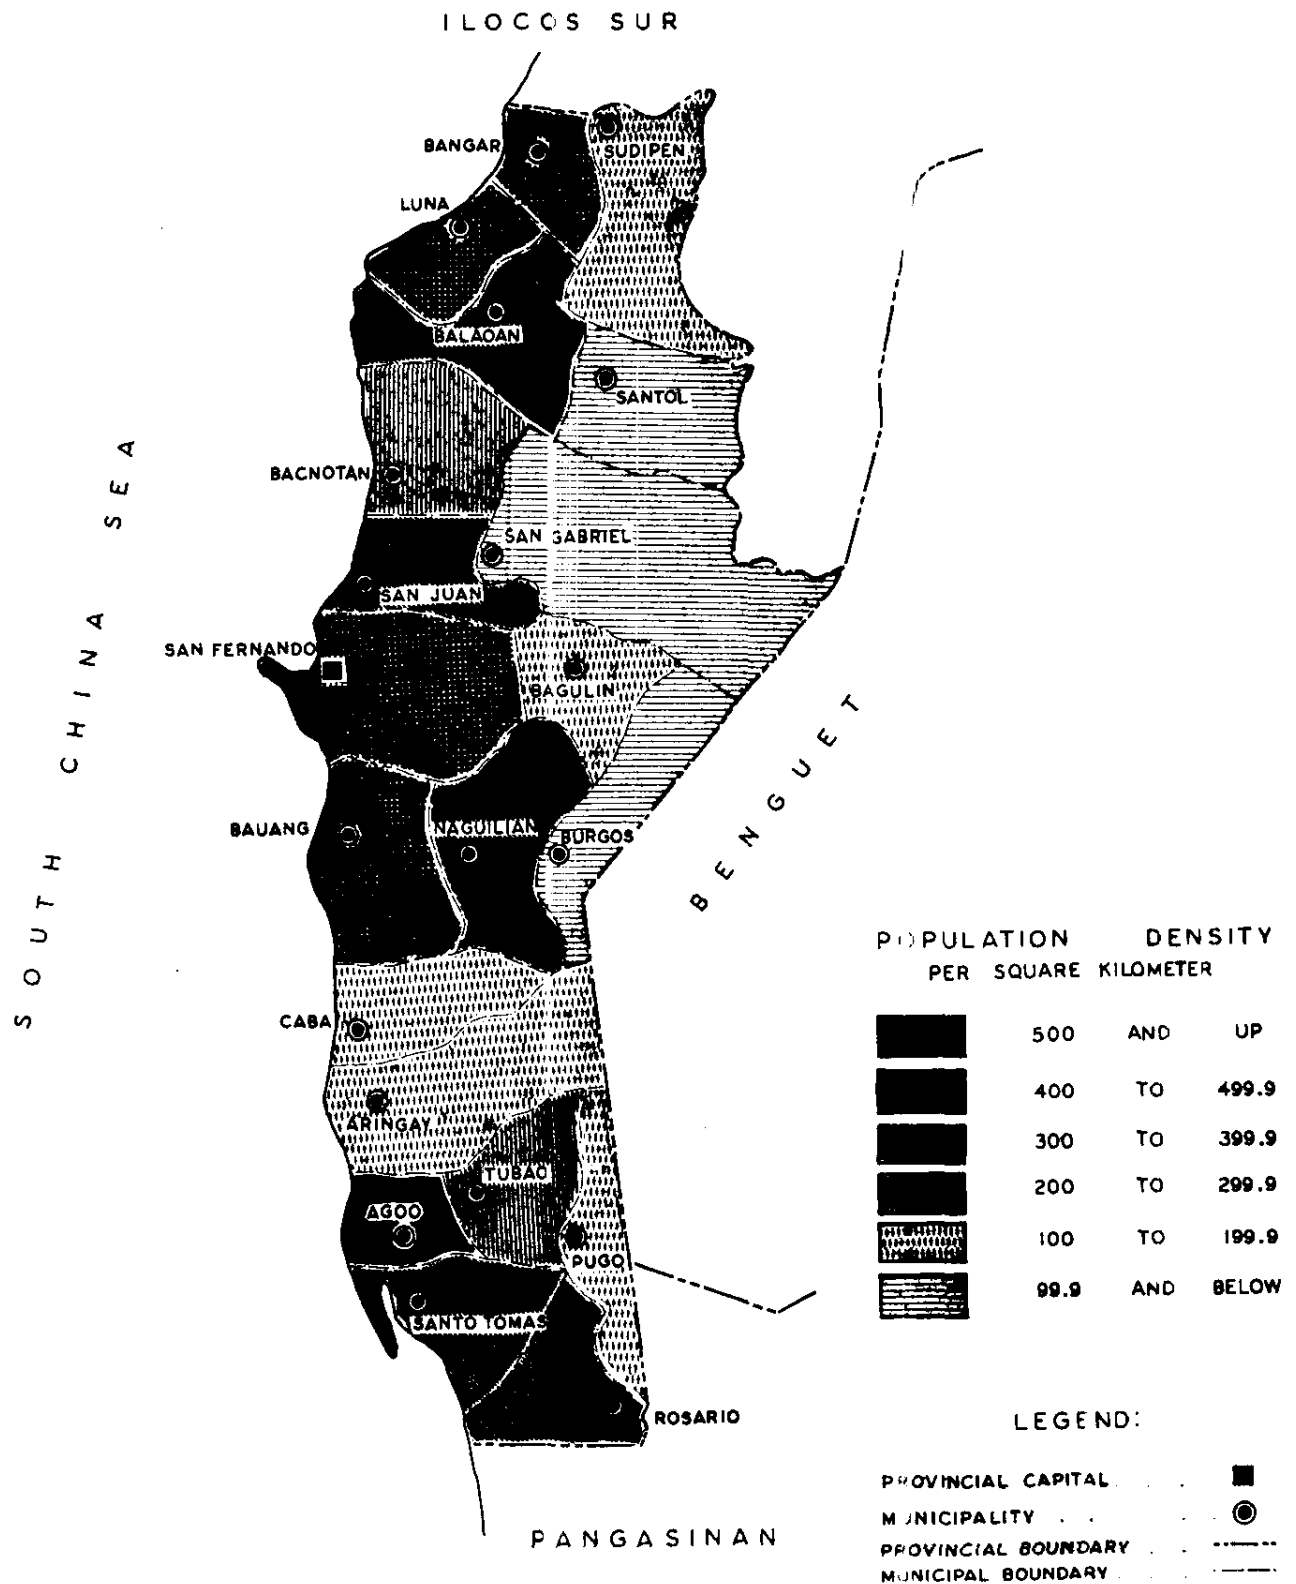 ILOCOS SUR
BANGAR
SUDIPEN
LUNA
BALAOAN
SANTOL
BACNOTAN
SAN GABRIEL
SAN JUAN
SAN FERNANDO
BAGULIN
SOUTH CHINA SEA
BENGUET
BAUANG
NAGUILIAN
BURGOS
CABA
ARINGAY
TUBAO
AGOO
PUGO
SANTO TOMAS
ROSARIO
PANGASINAN
POPULATION DENSITY
PER SQUARE KILOMETER
500 AND UP
400 TO 499.9
300 TO 399.9
200 TO 299.9
100 TO 199.9
99.9 AND BELOW
LEGEND:
PROVINCIAL CAPITAL . . .
MUNICIPALITY . . .
PROVINCIAL BOUNDARY . .
MUNICIPAL BOUNDARY . .